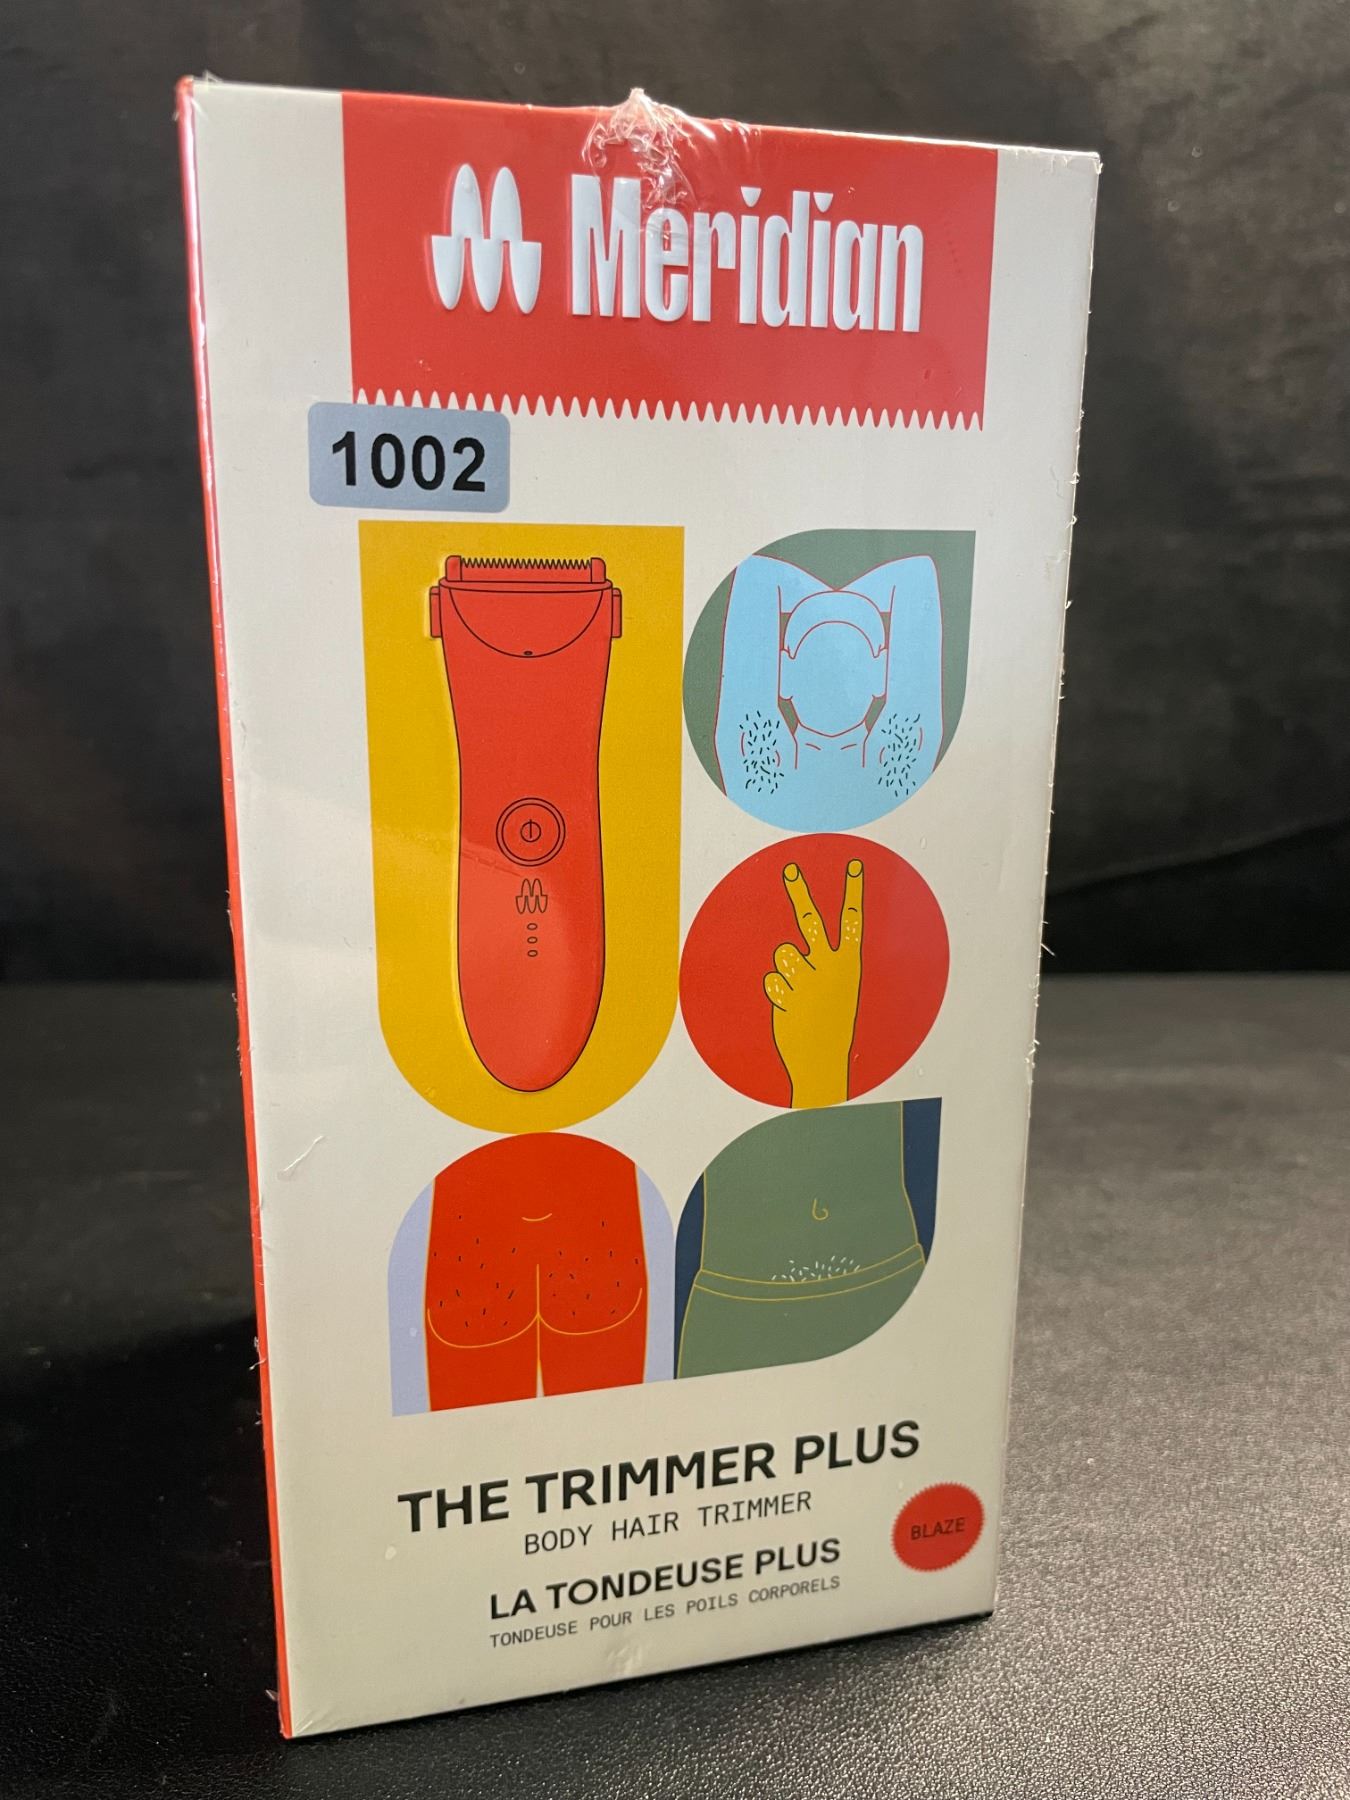 Meridian
1002
THE TRIMMER PLUS
BODY HAIR TRIMMER
BLAZE
LA TONDEUSE PLUS
TONDEUSE POUR LES POILS CORPORELS